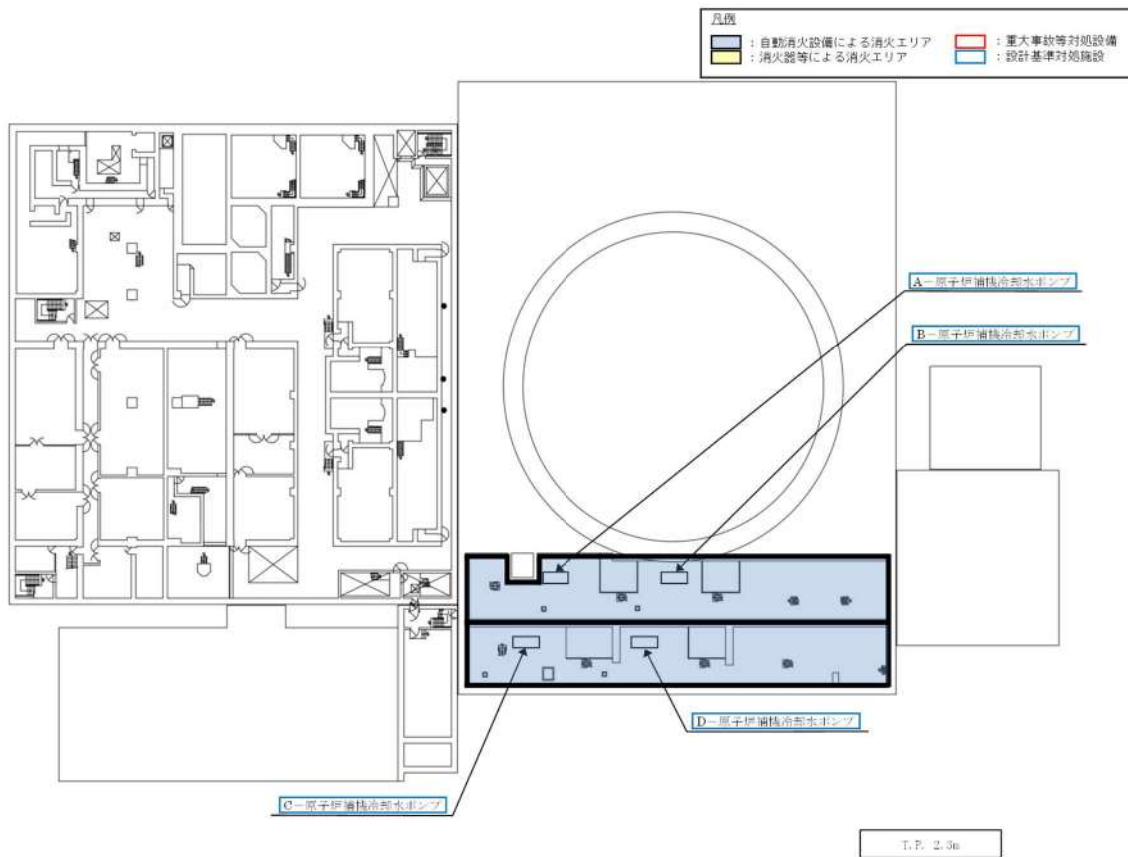 凡例
：自動消火設備による消火エリア
：重大事故等対処設備
：消火器等による消火エリア
：設計基準対処施設
A－原子炉補機冷却水ポンプ
B－原子炉補機冷却水ポンプ
D－原子炉補機冷却水ポンプ
C－原子炉補機冷却水ポンプ
T.P. 2.3m